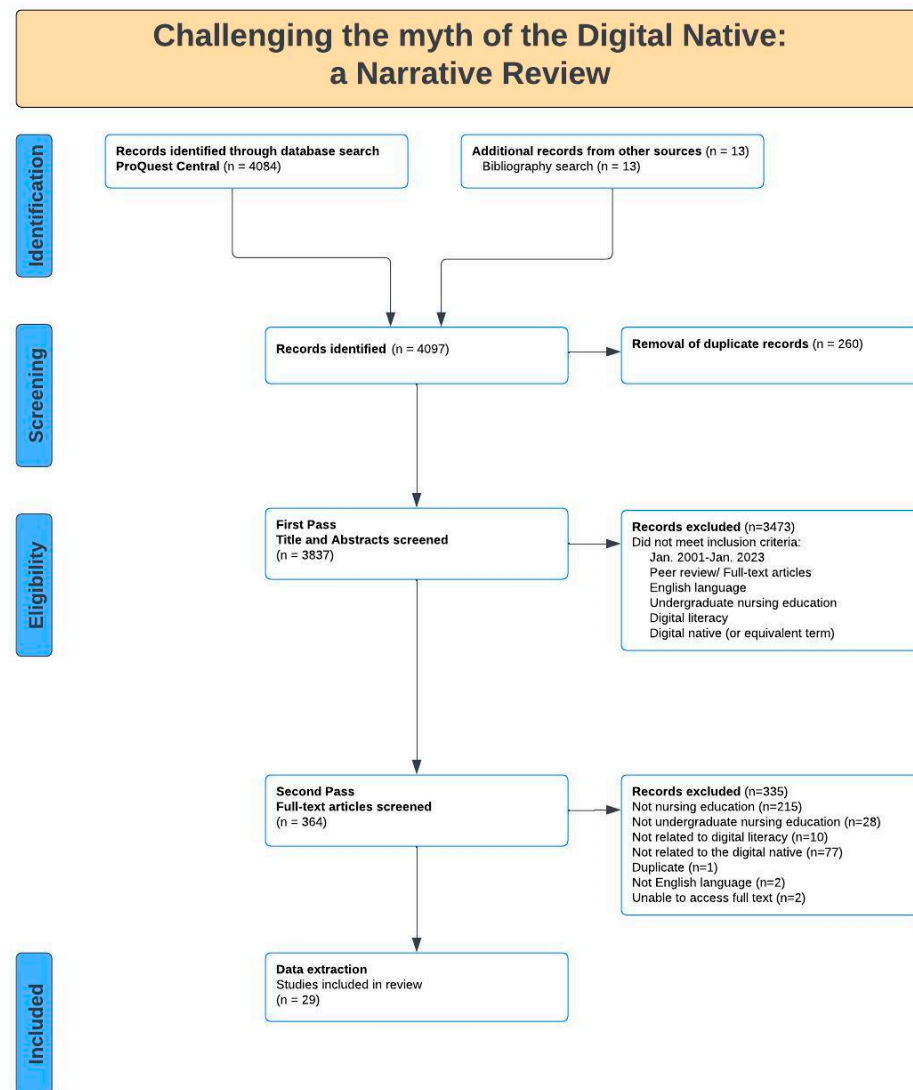 Challenging the myth of the Digital Native:
a Narrative Review
Identification
Records identified through database search
ProQuest Central (n = 4084)
Additional records from other sources (n = 13)
Bibliography search (n = 13)
Screening
Records identified (n = 4097)
Removal of duplicate records (n = 260)
Eligibility
First Pass
Title and Abstracts screened
(n = 3837)
Records excluded (n=3473)
Did not meet inclusion criteria:
Jan. 2001-Jan. 2023
Peer review/ Full-text articles
English language
Undergraduate nursing education
Digital literacy
Digital native (or equivalent term)
Second Pass
Full-text articles screened
(n = 364)
Records excluded (n=335)
Not nursing education (n=215)
Not undergraduate nursing education (n=28)
Not related to digital literacy (n=10)
Not related to the digital native (n=77)
Duplicate (n=1)
Not English language (n=2)
Unable to access full text (n=2)
Included
Data extraction
Studies included in review
(n = 29)